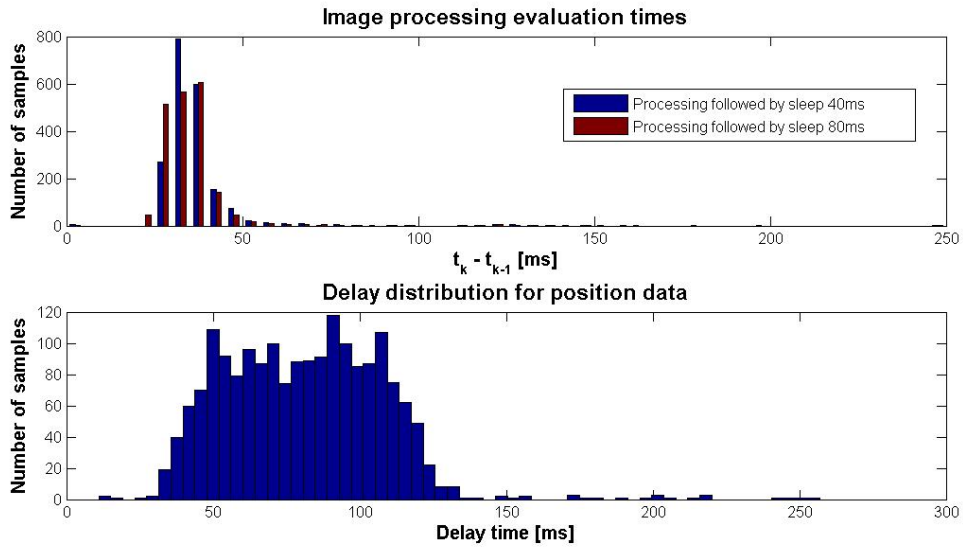 Image processing evaluation times
Number of samples
800
600
400
200
0
0 50 100 150 200 250
Processing followed by sleep 40ms
Processing followed by sleep 80ms
t_k - t_{k-1} [ms]
Delay distribution for position data
Number of samples
120
100
80
60
40
20
0
0 50 100 150 200 250 300
Delay time [ms]